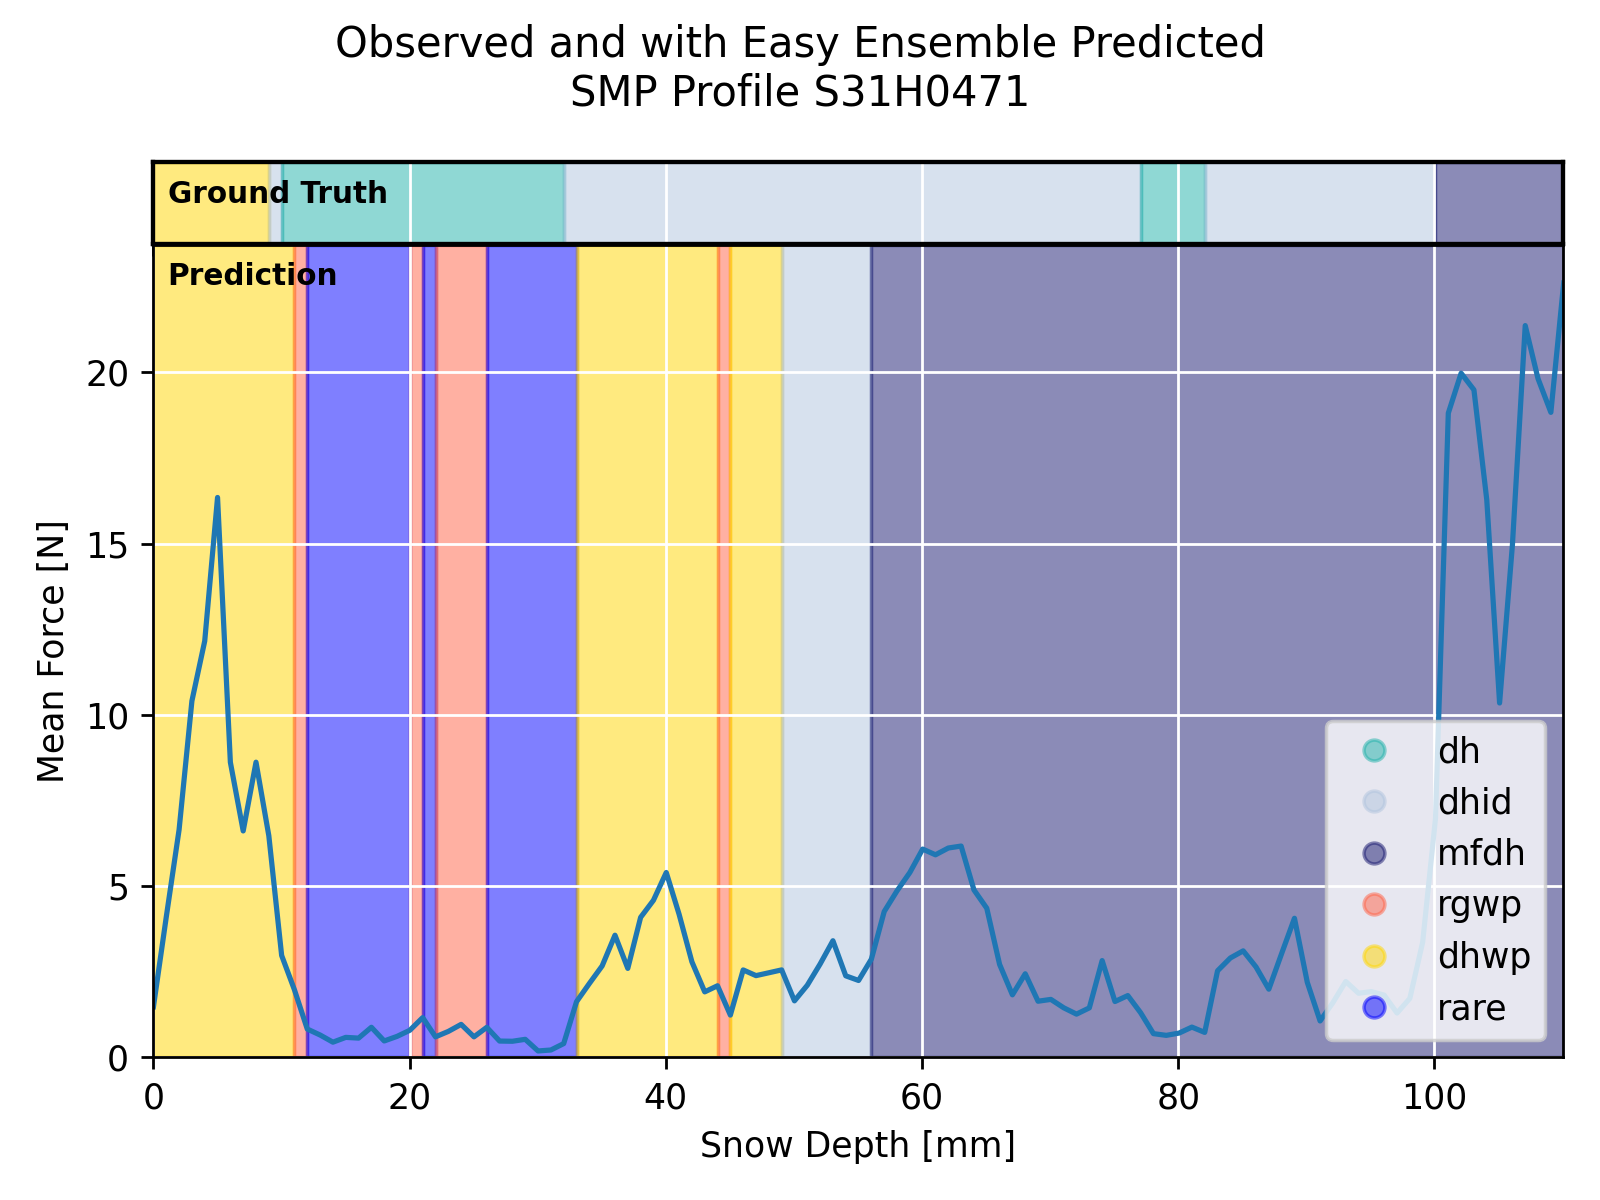 Observed and with Easy Ensemble Predicted
SMP Profile S31H0471
Ground Truth
Prediction
20
15
10
5
0
Mean Force [N]
0 20 40 60 80 100
Snow Depth [mm]
dh
dhid
mfdh
rgwp
dhwp
rare